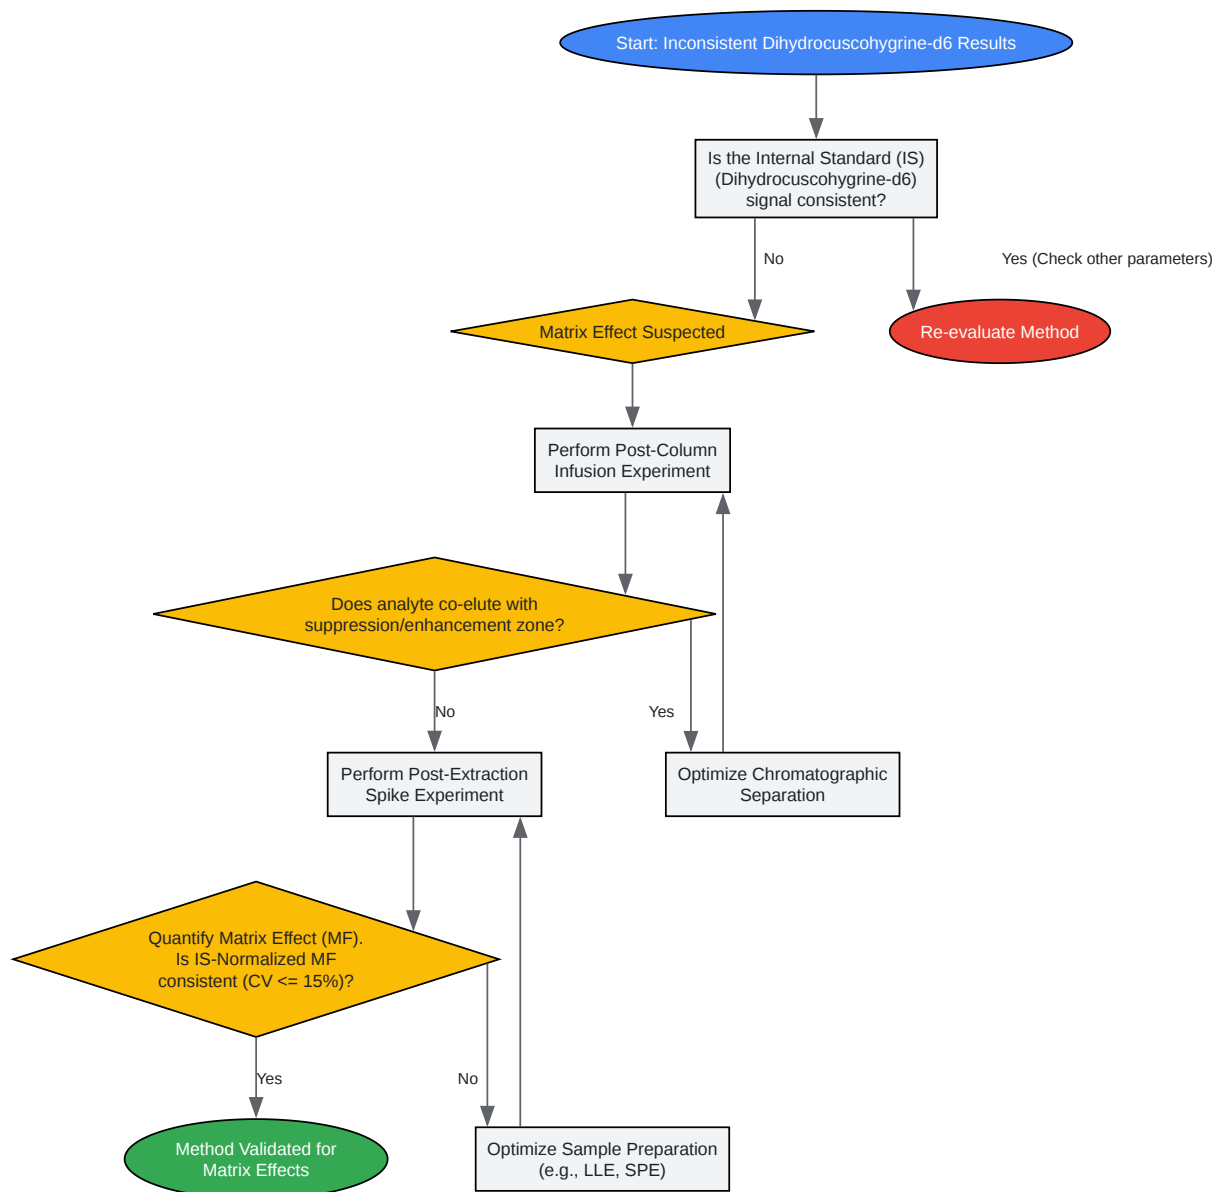 Start: Inconsistent Dihydrocuscohygrine-d6 Results
Is the Internal Standard (IS)
(Dihydrocuscohygrine-d6)
signal consistent?
No
Yes (Check other parameters)
Matrix Effect Suspected
Re-evaluate Method
Perform Post-Column
Infusion Experiment
Does analyte co-elute with
suppression/enhancement zone?
No
Yes
Perform Post-Extraction
Spike Experiment
Optimize Chromatographic
Separation
Quantify Matrix Effect (MF).
Is IS-Normalized MF
consistent (CV <= 15%)?
Yes
No
Method Validated for
Matrix Effects
Optimize Sample Preparation
(e.g., LLE, SPE)